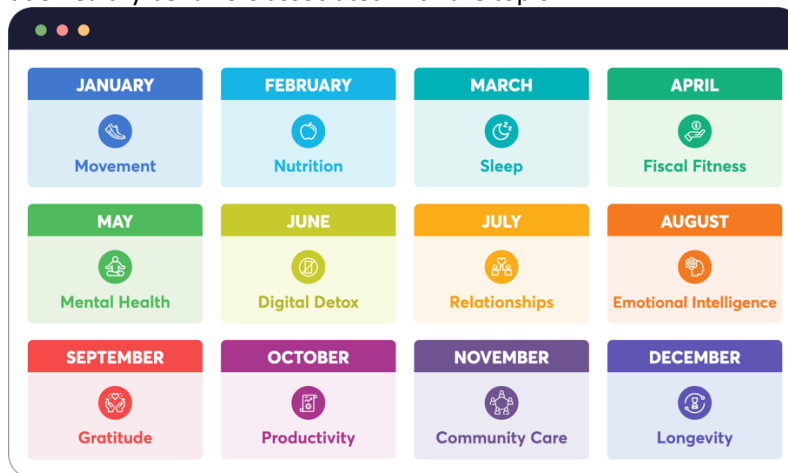 JANUARY
FEBRUARY
MARCH
APRIL
Movement
Nutrition
Sleep
Fiscal Fitness
MAY
JUNE
JULY
AUGUST
Mental Health
Digital Detox
Relationships
Emotional Intelligence
SEPTEMBER
OCTOBER
NOVEMBER
DECEMBER
Gratitude
Productivity
Community Care
Longevity